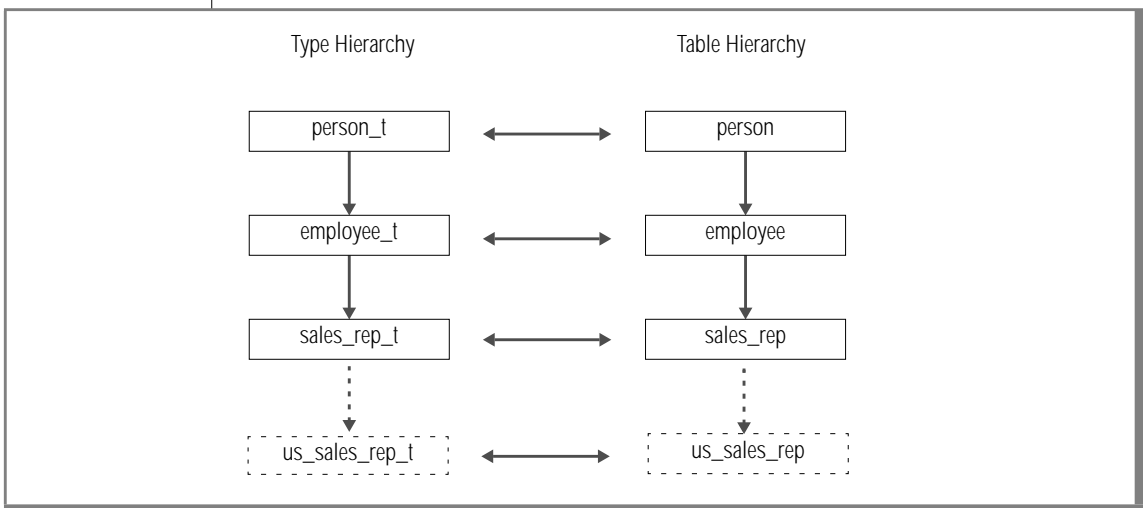 Type Hierarchy Table Hierarchy
person_t person
employee_t employee
sales_rep_t sales_rep
us_sales_rep_t us_sales_rep